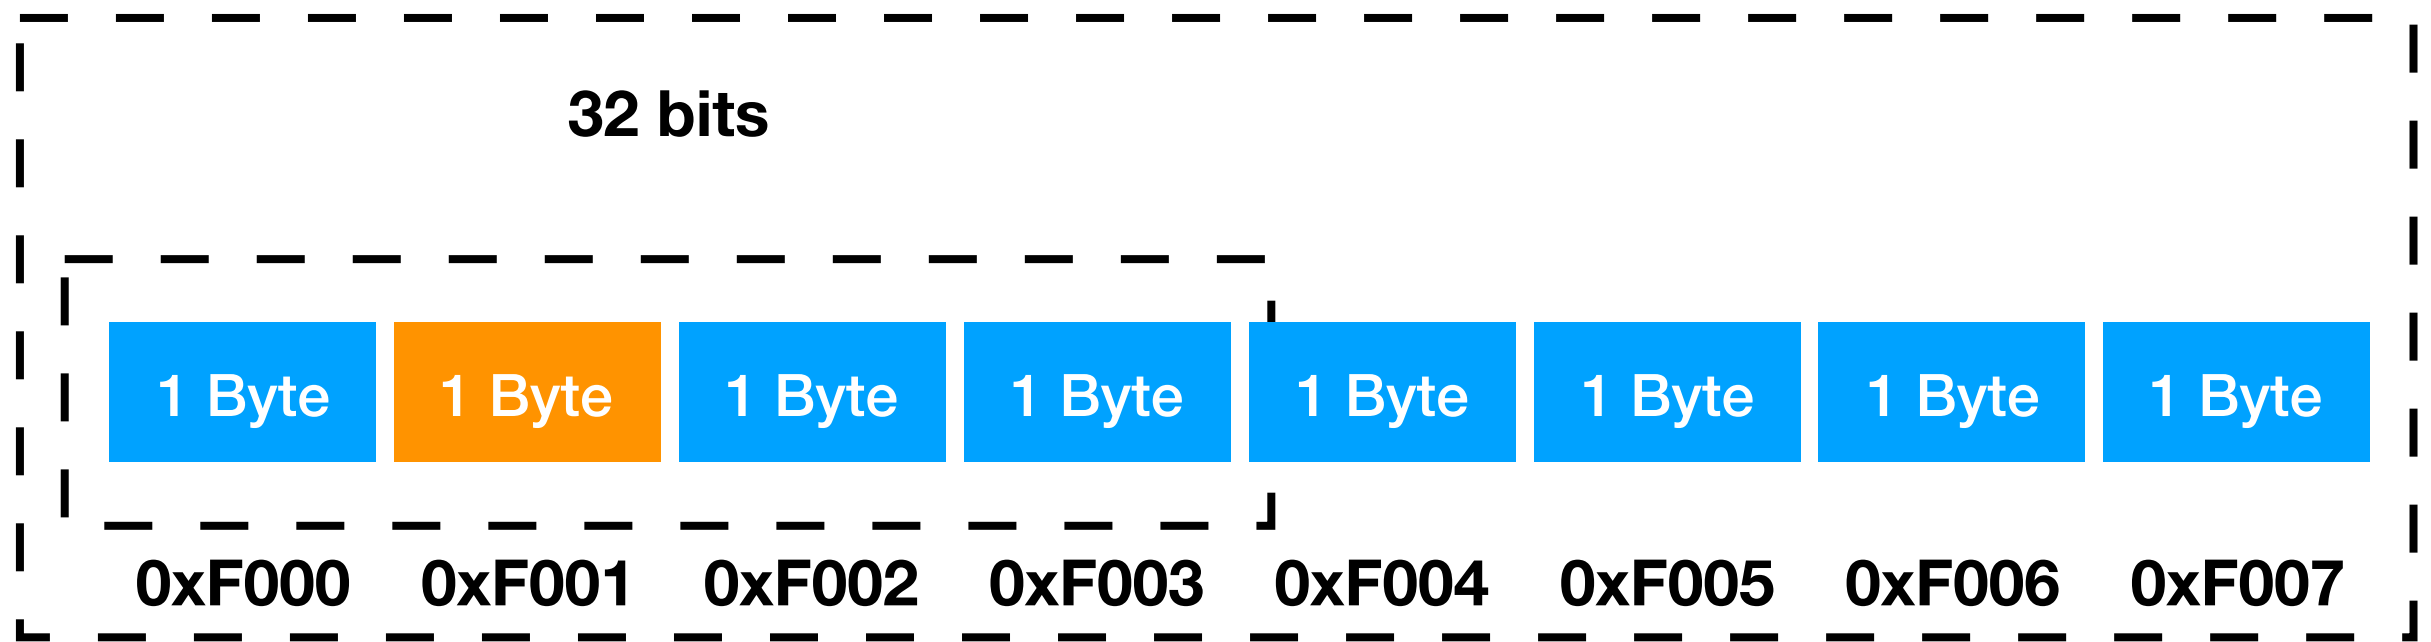 32 bits
1 Byte 1 Byte 1 Byte 1 Byte 1 Byte 1 Byte 1 Byte 1 Byte
0xF000 0xF001 0xF002 0xF003 0xF004 0xF005 0xF006 0xF007